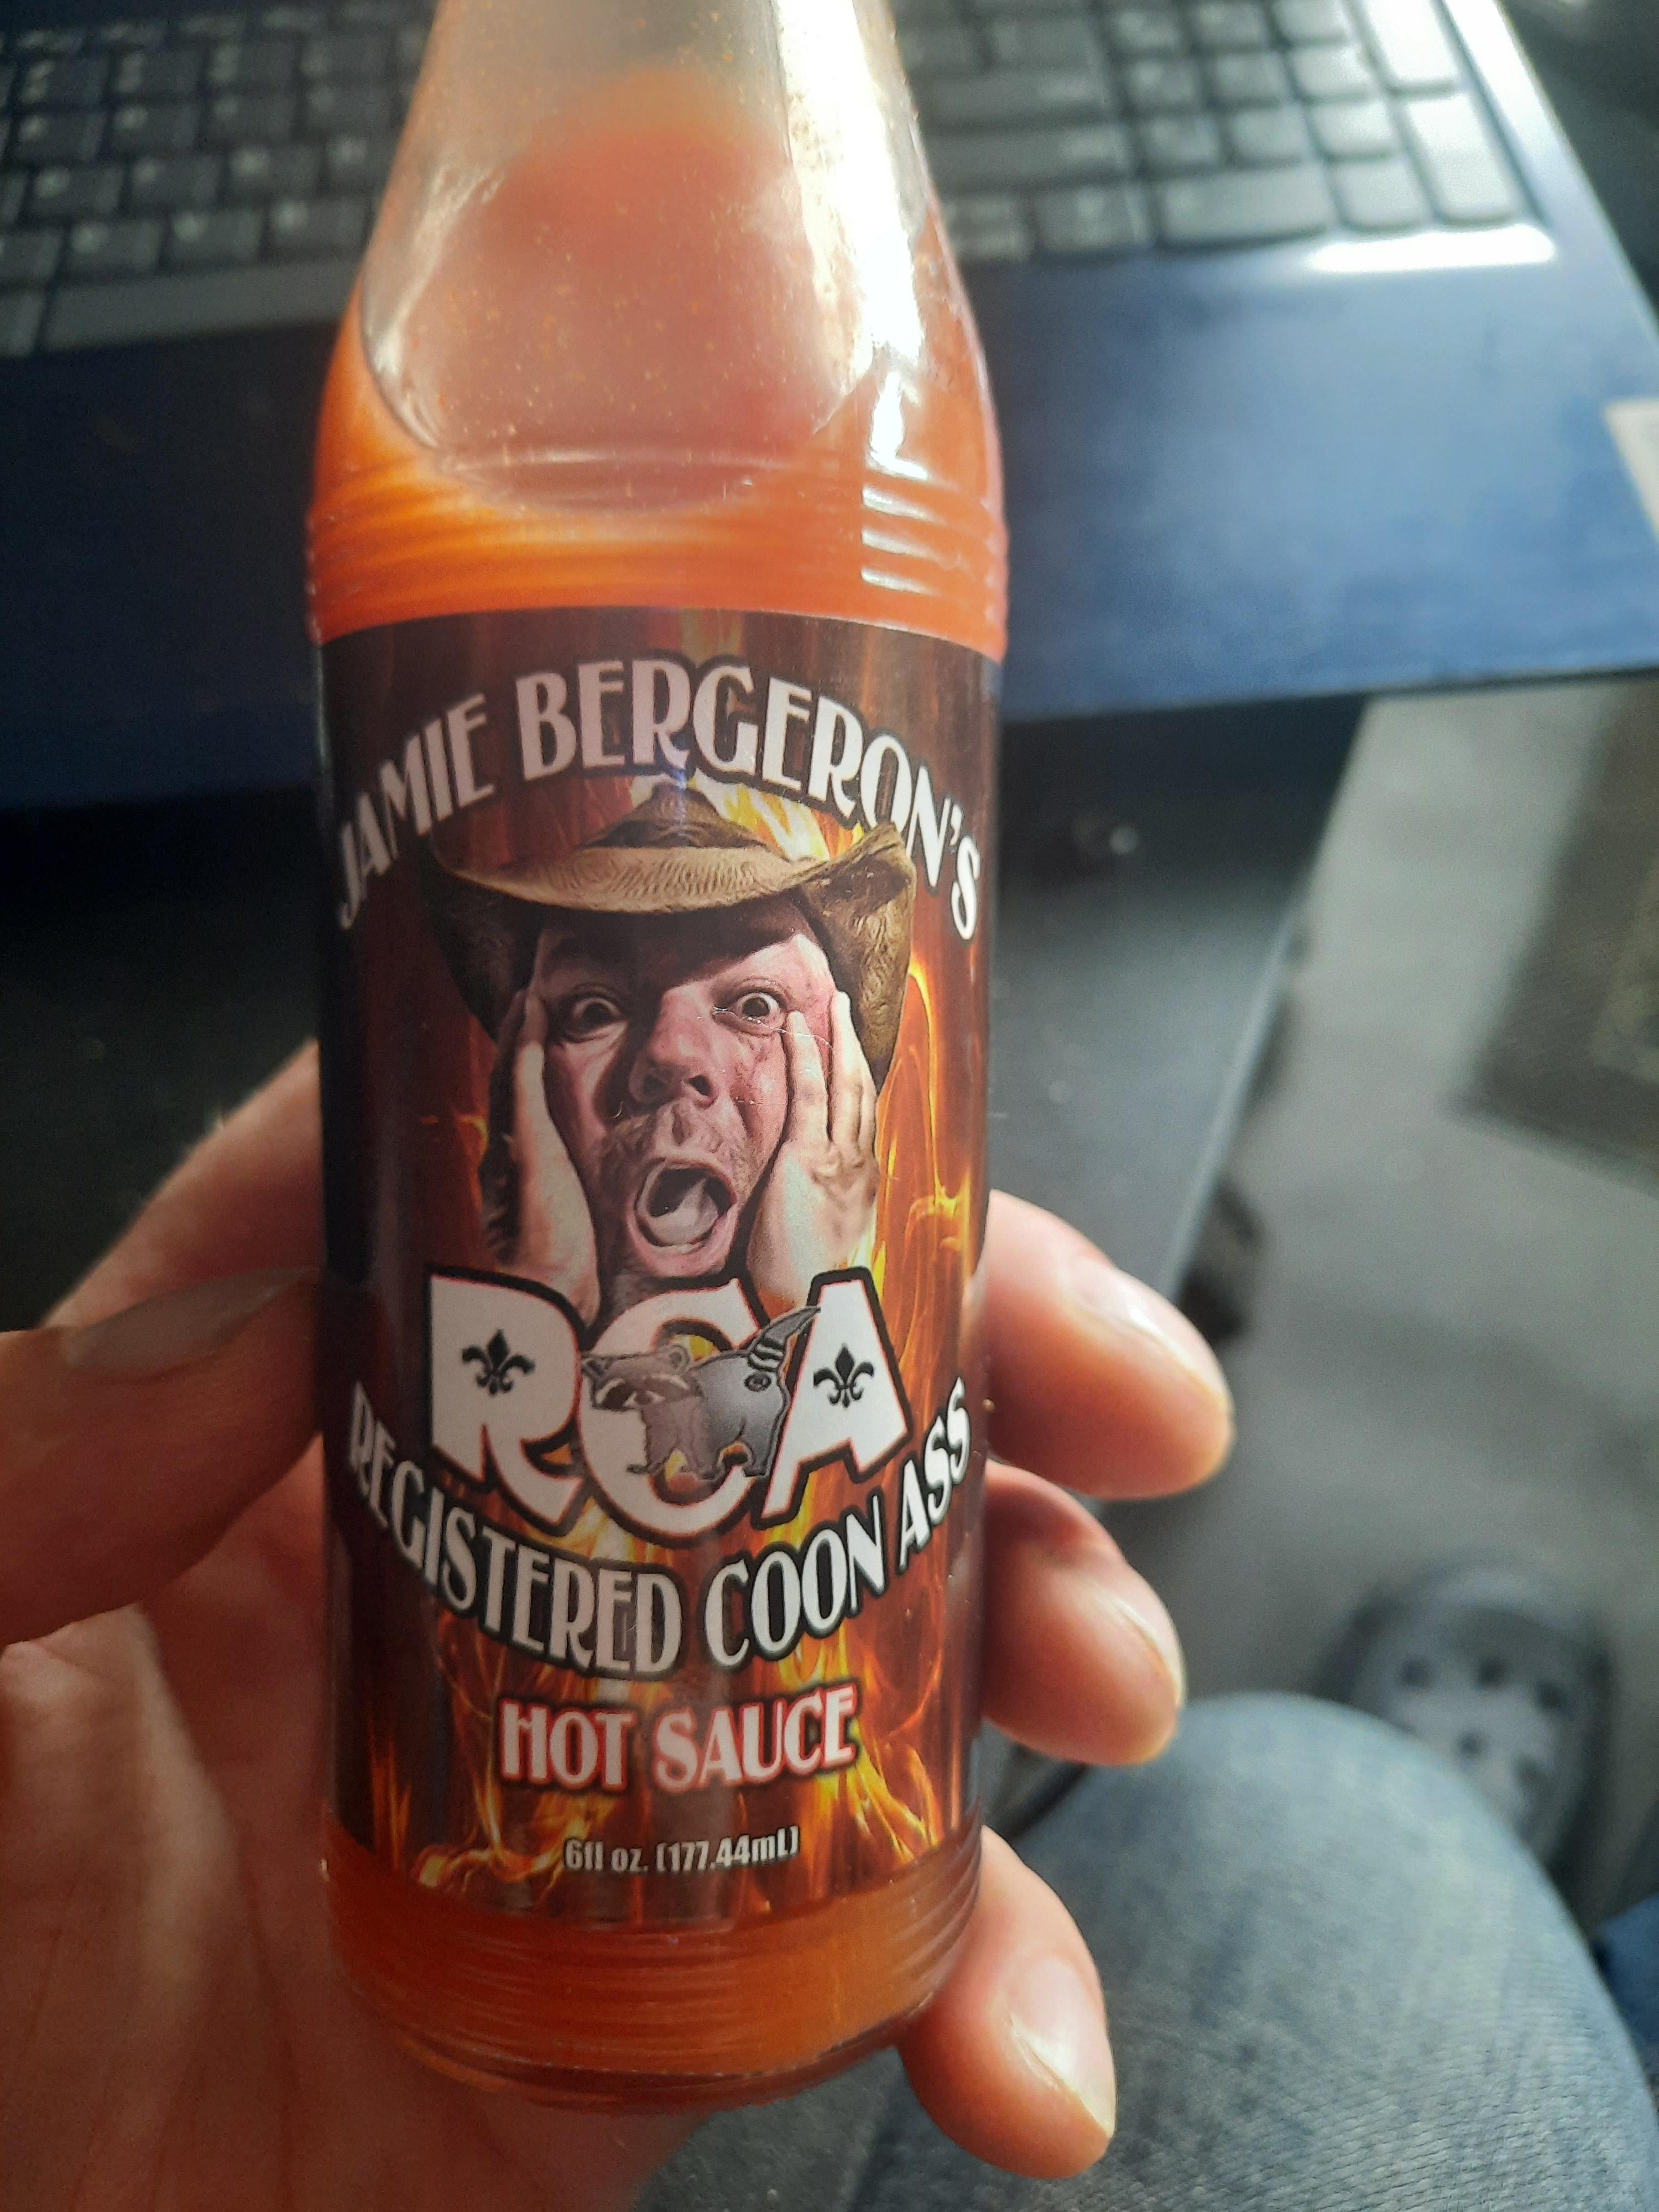 JAMIE BERGERON'S
RCA
REGISTERED COON ASS
HOT SAUCE
6fl oz. (177.44mL)